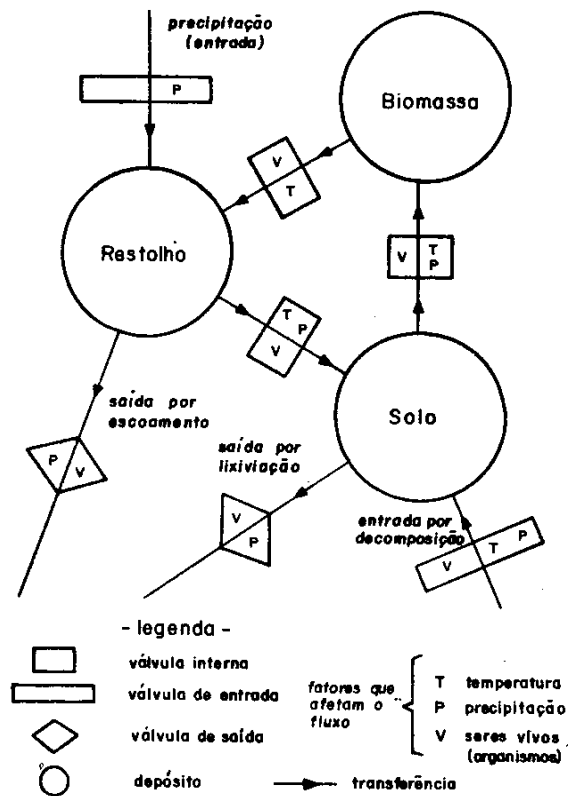 precipitação
(entrada)
P
Biomassa
V
T
Restolho
V
T
P
T
P
V
Solo
saída por
escoamento
P
V
saída por
lixiviação
V
P
entrada por
decomposição
V
T
P
- legenda -
válvula interna
válvula de entrada
válvula de saída
depósito
fatores que
afetam o
fluxo
T temperatura
P precipitação
V seres vivos
(organismos)
transferência